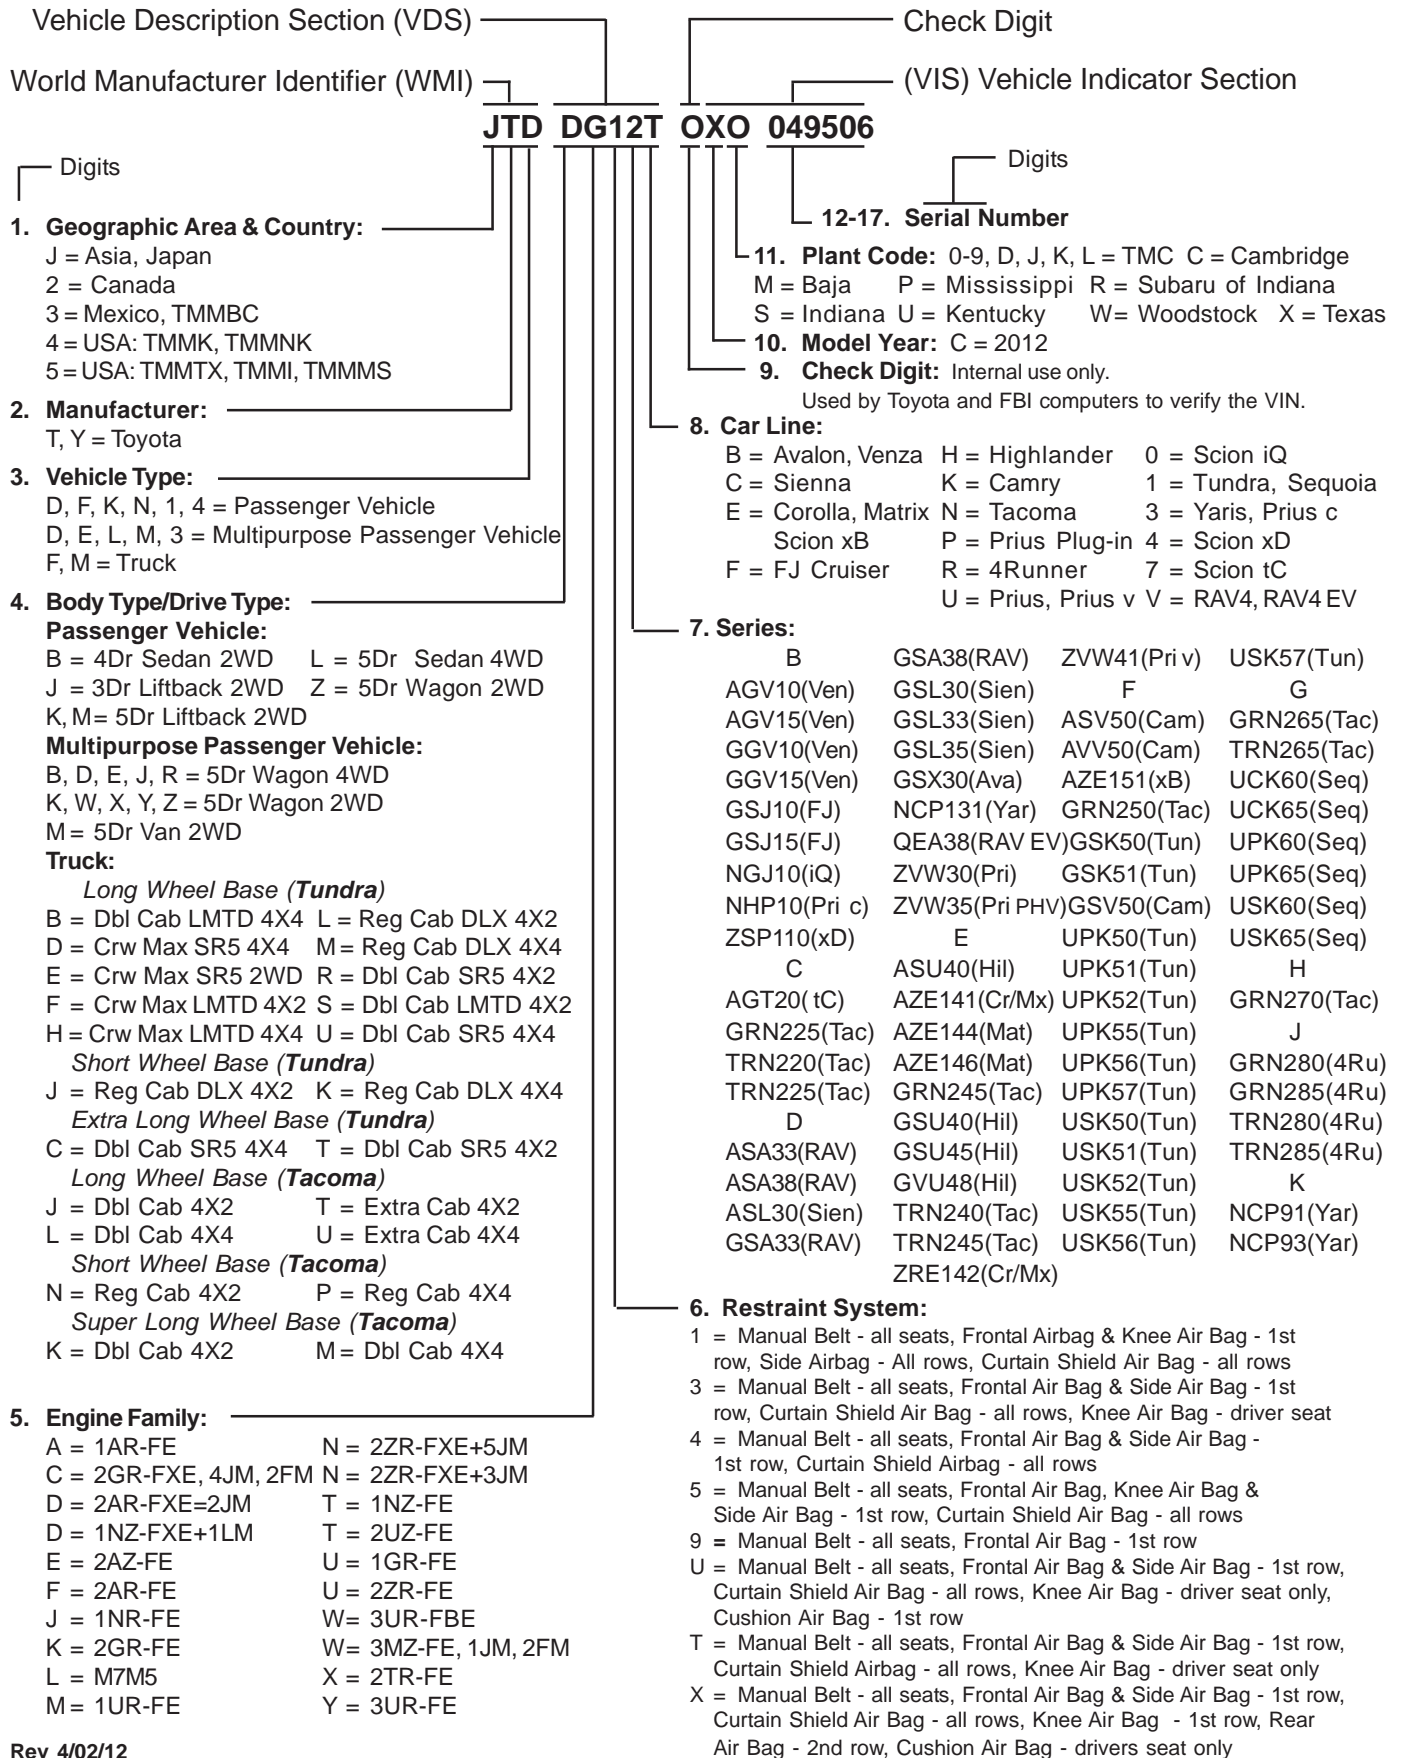 Vehicle Description Section (VDS)
Check Digit
World Manufacturer Identifier (WMI)
(VIS) Vehicle Indicator Section
JTD DG12T OXO 049506
Digits
Digits
1. Geographic Area & Country:
J = Asia, Japan
2 = Canada
3 = Mexico, TMMBC
4 = USA: TMMK, TMMNK
5 = USA: TMMTX, TMMI, TMMMS
2. Manufacturer:
T, Y = Toyota
3. Vehicle Type:
D, F, K, N, 1, 4 = Passenger Vehicle
D, E, L, M, 3 = Multipurpose Passenger Vehicle
F, M = Truck
4. Body Type/Drive Type:
Passenger Vehicle:
B = 4Dr Sedan 2WD L = 5Dr Sedan 4WD
J = 3Dr Liftback 2WD Z = 5Dr Wagon 2WD
K, M= 5Dr Liftback 2WD
Multipurpose Passenger Vehicle:
B, D, E, J, R = 5Dr Wagon 4WD
K, W, X, Y, Z = 5Dr Wagon 2WD
M = 5Dr Van 2WD
Truck:
Long Wheel Base (Tundra)
B = Dbl Cab LMTD 4X4 L = Reg Cab DLX 4X2
D = Crw Max SR5 4X4 M = Reg Cab DLX 4X4
E = Crw Max SR5 2WD R = Dbl Cab SR5 4X2
F = Crw Max LMTD 4X2 S = Dbl Cab LMTD 4X2
H = Crw Max LMTD 4X4 U = Dbl Cab SR5 4X4
Short Wheel Base (Tundra)
J = Reg Cab DLX 4X2 K = Reg Cab DLX 4X4
Extra Long Wheel Base (Tundra)
C = Dbl Cab SR5 4X4 T = Dbl Cab SR5 4X2
Long Wheel Base (Tacoma)
J = Dbl Cab 4X2 T = Extra Cab 4X2
L = Dbl Cab 4X4 U = Extra Cab 4X4
Short Wheel Base (Tacoma)
N = Reg Cab 4X2 P = Reg Cab 4X4
Super Long Wheel Base (Tacoma)
K = Dbl Cab 4X2 M = Dbl Cab 4X4
5. Engine Family:
A = 1AR-FE N = 2ZR-FXE+5JM
C = 2GR-FXE, 4JM, 2FM N = 2ZR-FXE+3JM
D = 2AR-FXE=2JM T = 1NZ-FE
D = 1NZ-FXE+1LM T = 2UZ-FE
E = 2AZ-FE U = 1GR-FE
F = 2AR-FE U = 2ZR-FE
J = 1NR-FE W= 3UR-FBE
K = 2GR-FE W= 3MZ-FE, 1JM, 2FM
L = M7M5 X = 2TR-FE
M = 1UR-FE Y = 3UR-FE
Rev 4/02/12
12-17. Serial Number
11. Plant Code: 0-9, D, J, K, L = TMC C = Cambridge
M = Baja P = Mississippi R = Subaru of Indiana
S = Indiana U = Kentucky W= Woodstock X = Texas
10. Model Year: C = 2012
9. Check Digit: Internal use only.
Used by Toyota and FBI computers to verify the VIN.
8. Car Line:
B = Avalon, Venza H = Highlander 0 = Scion iQ
C = Sienna K = Camry 1 = Tundra, Sequoia
E = Corolla, Matrix N = Tacoma 3 = Yaris, Prius c
Scion xB P = Prius Plug-in 4 = Scion xD
F = FJ Cruiser R = 4Runner 7 = Scion tC
U = Prius, Prius v V = RAV4, RAV4 EV
7. Series:
B GSA38(RAV) ZVW41(Pri v) USK57(Tun)
AGV10(Ven) GSL30(Sien) F G
AGV15(Ven) GSL33(Sien) ASV50(Cam) GRN265(Tac)
GGV10(Ven) GSL35(Sien) AVV50(Cam) TRN265(Tac)
GGV15(Ven) GSX30(Ava) AZE151(xB) UCK60(Seq)
GSJ10(FJ) NCP131(Yar) GRN250(Tac) UCK65(Seq)
GSJ15(FJ) QEA38(RAV EV)GSK50(Tun) UPK60(Seq)
NGJ10(iQ) ZVW30(Pri) GSK51(Tun) UPK65(Seq)
NHP10(Pri c) ZVW35(Pri PHV)GSV50(Cam) USK60(Seq)
ZSP110(xD) E UPK50(Tun) USK65(Seq)
C ASU40(Hil) UPK51(Tun) H
AGT20( tC) AZE141(Cr/Mx) UPK52(Tun) GRN270(Tac)
GRN225(Tac) AZE144(Mat) UPK55(Tun) J
TRN220(Tac) AZE146(Mat) UPK56(Tun) GRN280(4Ru)
TRN225(Tac) GRN245(Tac) UPK57(Tun) GRN285(4Ru)
D GSU40(Hil) USK50(Tun) TRN280(4Ru)
ASA33(RAV) GSU45(Hil) USK51(Tun) TRN285(4Ru)
ASA38(RAV) GVU48(Hil) USK52(Tun) K
ASL30(Sien) TRN240(Tac) USK55(Tun) NCP91(Yar)
GSA33(RAV) TRN245(Tac) USK56(Tun) NCP93(Yar)
ZRE142(Cr/Mx)
6. Restraint System:
1 = Manual Belt - all seats, Frontal Airbag & Knee Air Bag - 1st
row, Side Airbag - All rows, Curtain Shield Air Bag - all rows
3 = Manual Belt - all seats, Frontal Air Bag & Side Air Bag - 1st
row, Curtain Shield Air Bag - all rows, Knee Air Bag - driver seat
4 = Manual Belt - all seats, Frontal Air Bag & Side Air Bag -
1st row, Curtain Shield Airbag - all rows
5 = Manual Belt - all seats, Frontal Air Bag, Knee Air Bag &
Side Air Bag - 1st row, Curtain Shield Air Bag - all rows
9 = Manual Belt - all seats, Frontal Air Bag - 1st row
U = Manual Belt - all seats, Frontal Air Bag & Side Air Bag - 1st row,
Curtain Shield Air Bag - all rows, Knee Air Bag - driver seat only,
Cushion Air Bag - 1st row
T = Manual Belt - all seats, Frontal Air Bag & Side Air Bag - 1st row,
Curtain Shield Airbag - all rows, Knee Air Bag - driver seat only
X = Manual Belt - all seats, Frontal Air Bag & Side Air Bag - 1st row,
Curtain Shield Air Bag - all rows, Knee Air Bag - 1st row, Rear
Air Bag - 2nd row, Cushion Air Bag - drivers seat only